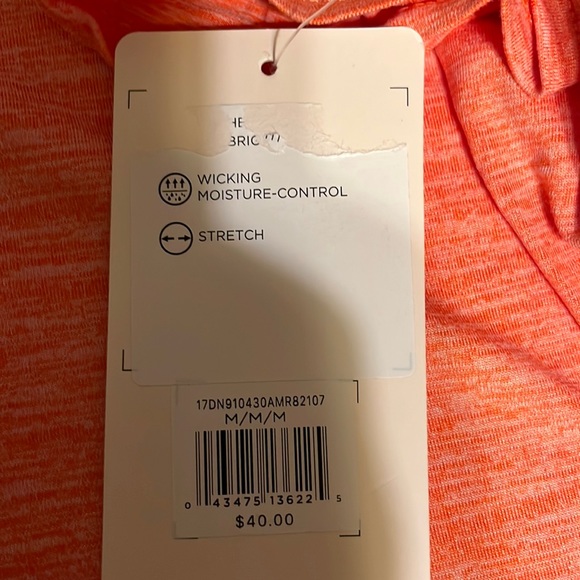 WICKING
MOISTURE-CONTROL
STRETCH
17DN910430AMR82107
M/M/M
0 43475 13622 5
$40.00